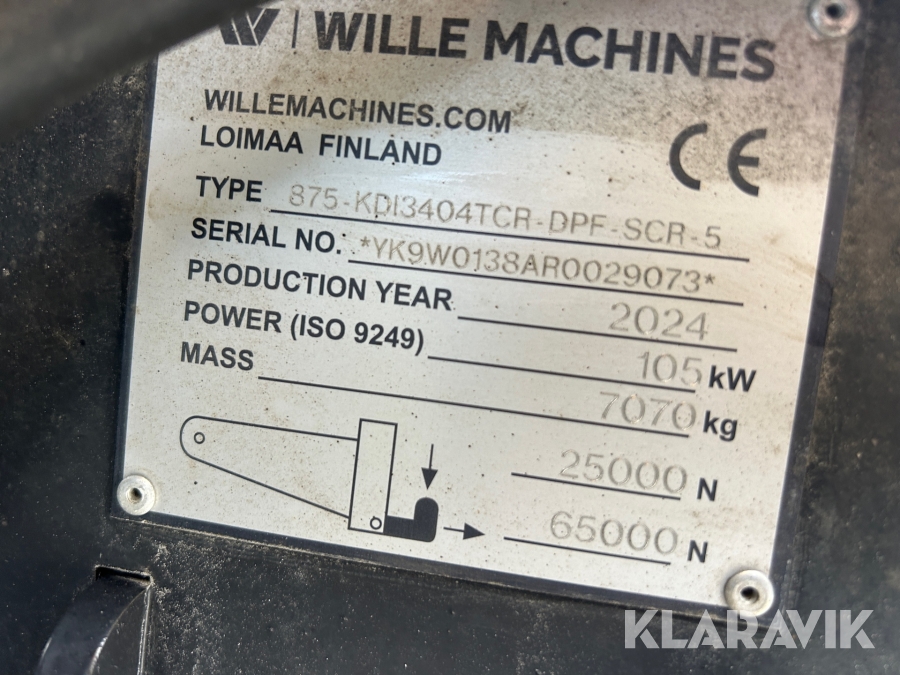 W | WILLE MACHINES
WILLEMACHINES.COM
LOIMAA FINLAND
CE
TYPE 875-KDI3404TCR-DPF-SCR-5
SERIAL NO. *YK9W0138AR0029073*
PRODUCTION YEAR 2024
POWER (ISO 9249) 105 kW
MASS 7070 kg
25000 N
65000 N
KLARAVIK